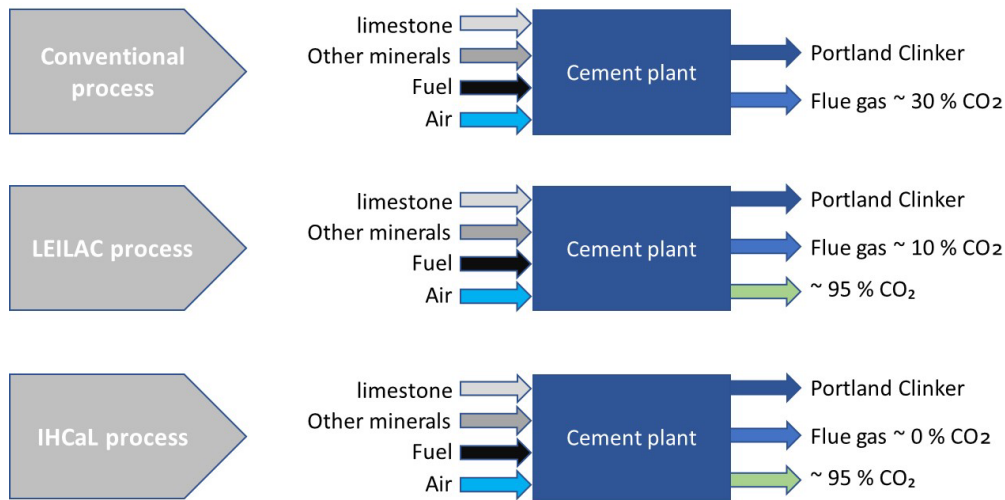 Conventional
process
limestone
Other minerals
Fuel
Air
Cement plant
Portland Clinker
Flue gas ~ 30 % CO2
LEILAC process
limestone
Other minerals
Fuel
Air
Cement plant
Portland Clinker
Flue gas ~ 10 % CO2
~ 95 % CO₂
IHCaL process
limestone
Other minerals
Fuel
Air
Cement plant
Portland Clinker
Flue gas ~ 0 % CO2
~ 95 % CO₂